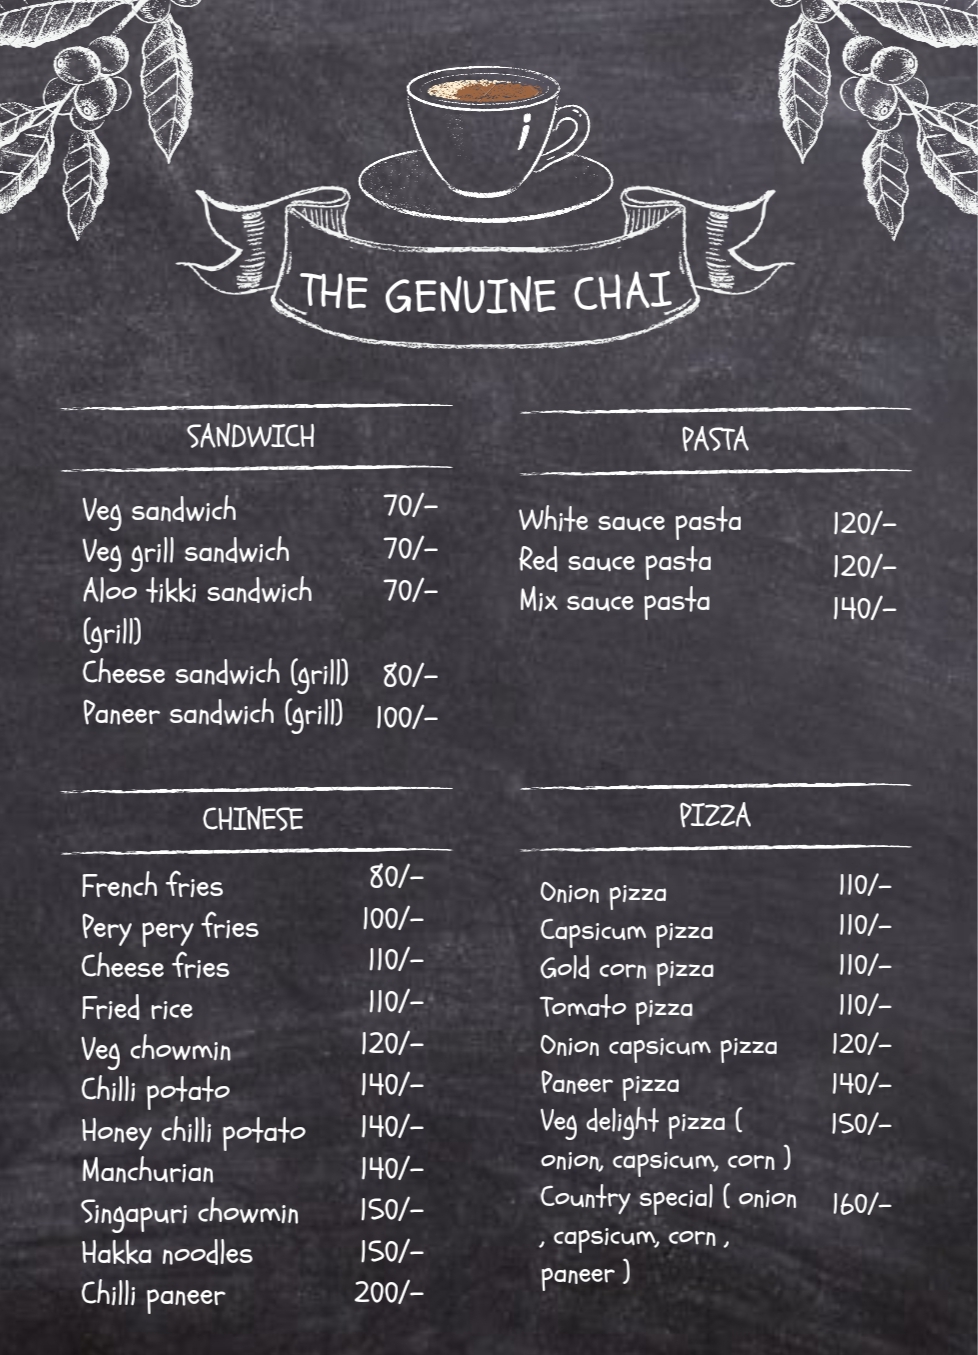 THE GENUINE CHAI
SANDWICH
Veg sandwich 70/-
Veg grill sandwich 70/-
Aloo tikki sandwich 70/-
(grill)
Cheese sandwich (grill) 80/-
Paneer sandwich (grill) 100/-
PASTA
White sauce pasta 120/-
Red sauce pasta 120/-
Mix sauce pasta 140/-
CHINESE
French fries 80/-
Pery pery fries 100/-
Cheese fries 110/-
Fried rice 110/-
Veg chowmin 120/-
Chilli potato 140/-
Honey chilli potato 140/-
Manchurian 140/-
Singapuri chowmin 150/-
Hakka noodles 150/-
Chilli paneer 200/-
PIZZA
Onion pizza 110/-
Capsicum pizza 110/-
Gold corn pizza 110/-
Tomato pizza 110/-
Onion capsicum pizza 120/-
Paneer pizza 140/-
Veg delight pizza ( 150/-
onion, capsicum, corn )
Country special ( onion 160/-
, capsicum, corn ,
paneer )